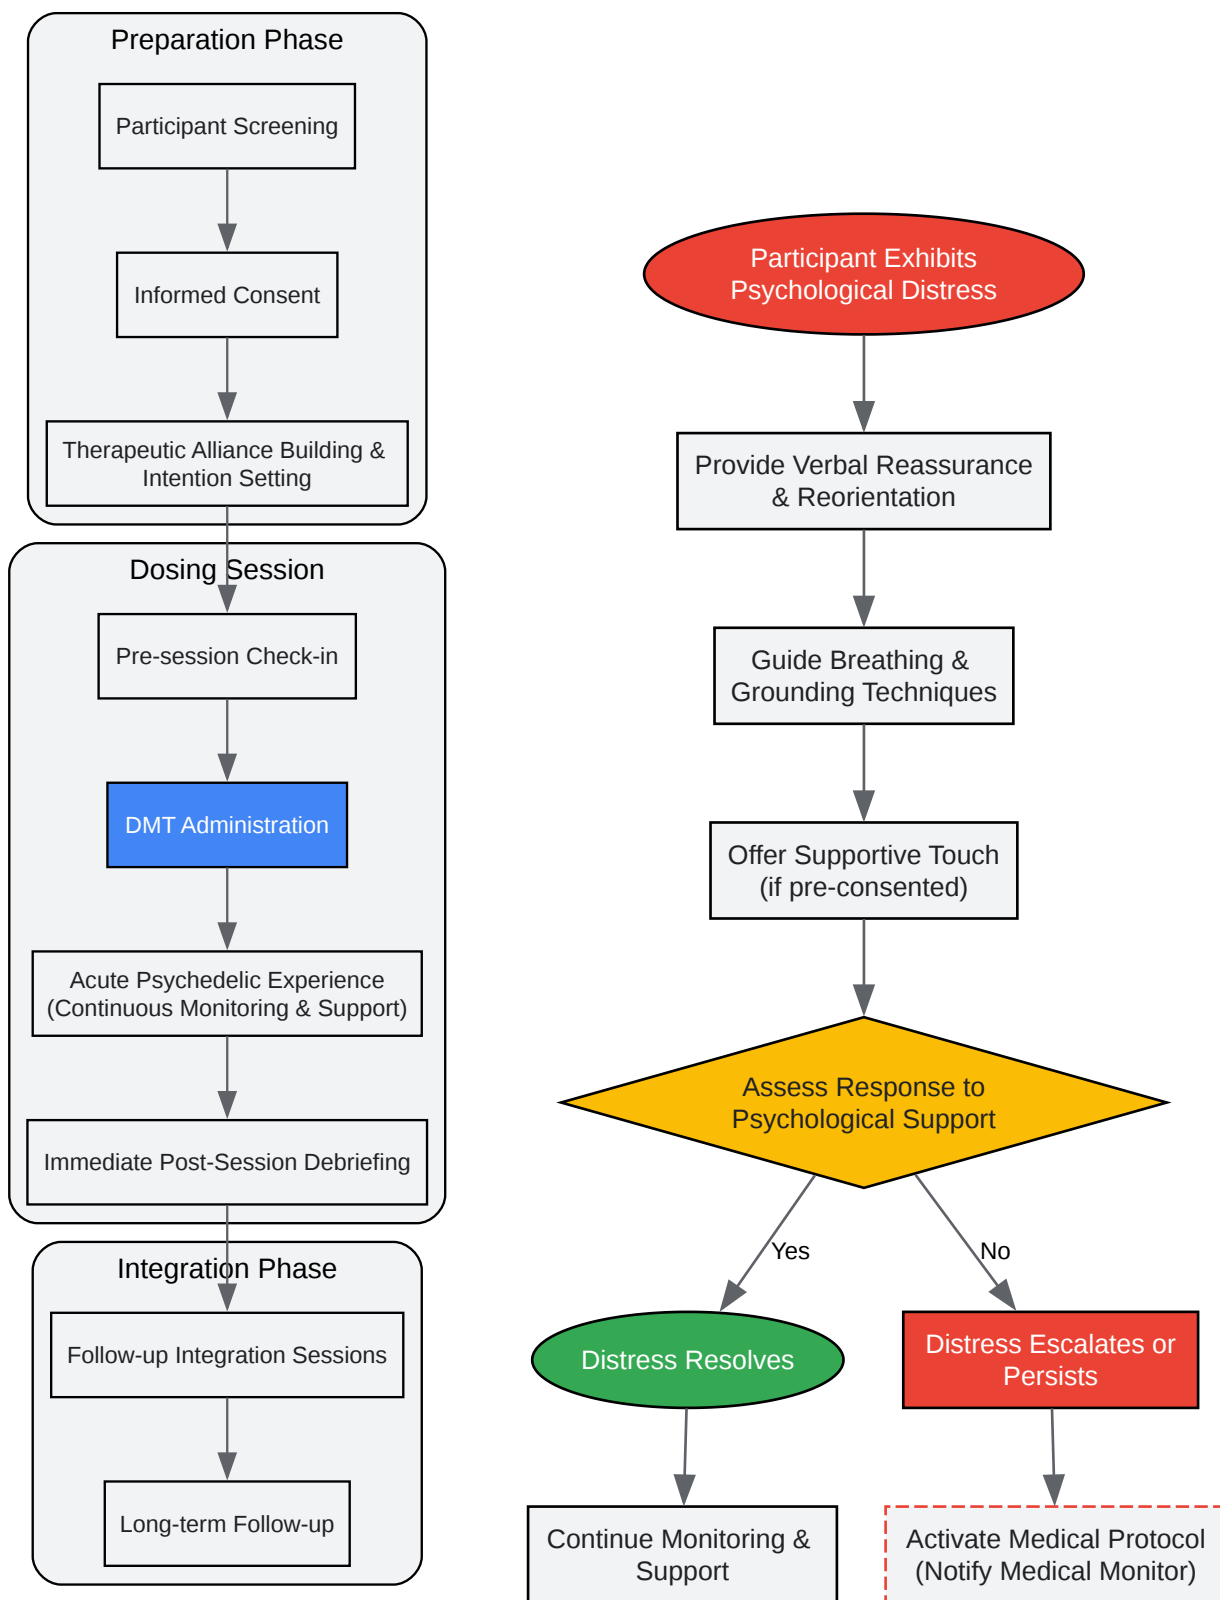 Preparation Phase
Participant Screening
Informed Consent
Therapeutic Alliance Building &
Intention Setting
Dosing Session
Pre-session Check-in
DMT Administration
Acute Psychedelic Experience
(Continuous Monitoring & Support)
Immediate Post-Session Debriefing
Integration Phase
Follow-up Integration Sessions
Long-term Follow-up
Participant Exhibits
Psychological Distress
Provide Verbal Reassurance
& Reorientation
Guide Breathing &
Grounding Techniques
Offer Supportive Touch
(if pre-consented)
Assess Response to
Psychological Support
Yes
No
Distress Resolves
Distress Escalates or
Persists
Continue Monitoring &
Support
Activate Medical Protocol
(Notify Medical Monitor)